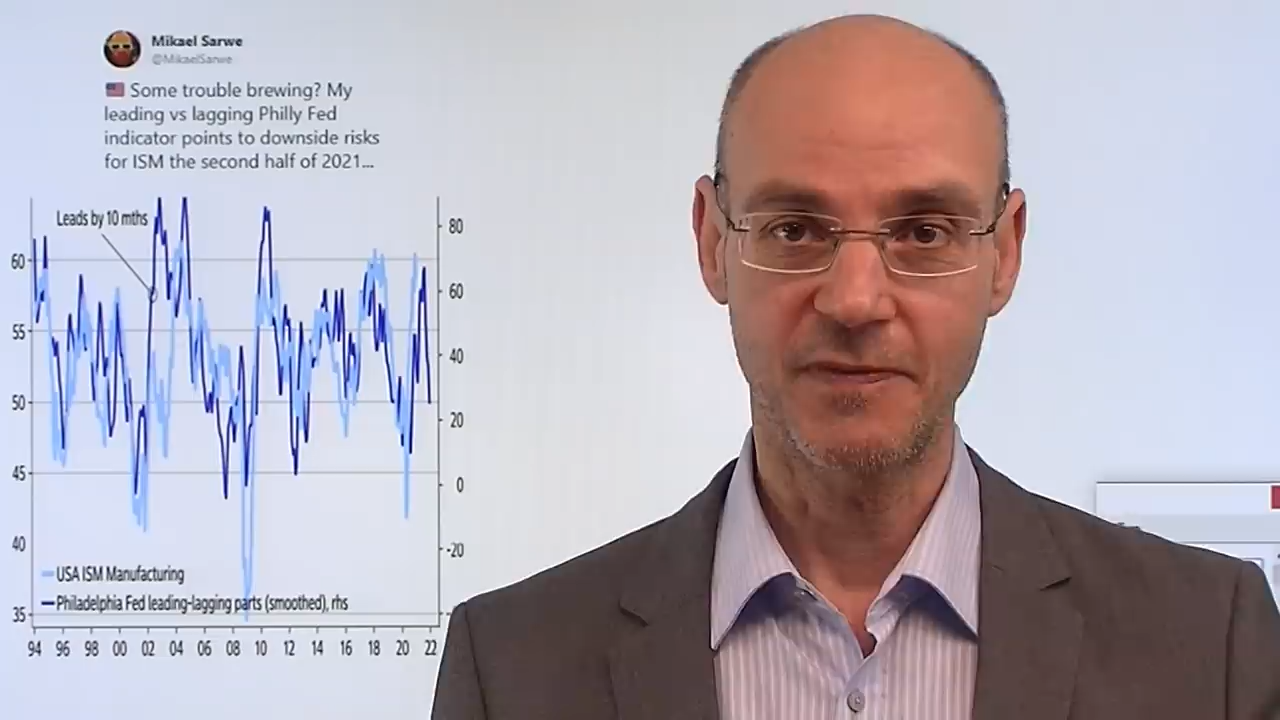 Mikael Sarwe
@MikaelSarwe
🇺🇸 Some trouble brewing? My
leading vs lagging Philly Fed
indicator points to downside risks
for ISM the second half of 2021...
Leads by 10 mths
60
55
50
45
40
35
80
60
40
20
0
-20
USA ISM Manufacturing
Philadelphia Fed leading-lagging parts (smoothed), rhs
94 96 98 00 02 04 06 08 10 12 14 16 18 20 22